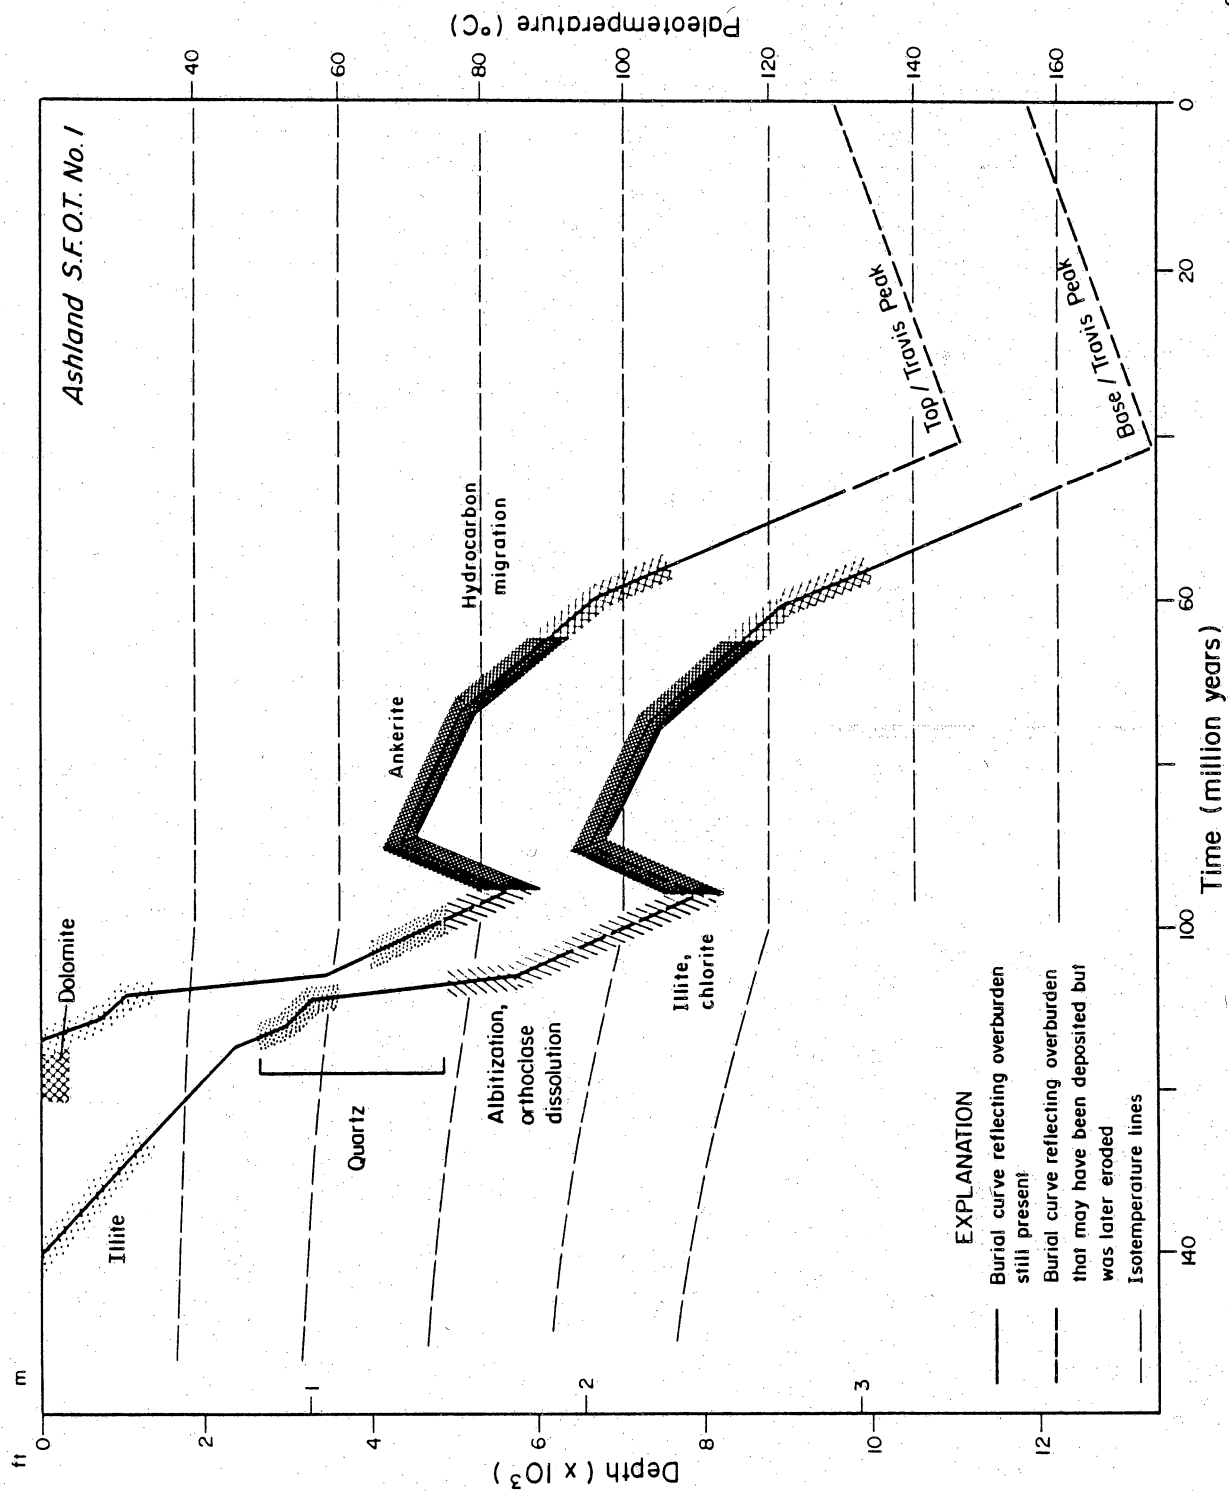 Ashland S.F.O.T. No. 1
Paleotemperature (°C)
40
60
80
100
120
140
160
Depth (x 10³)
ft
m
0
2
4
6
8
10
12
1
2
3
Time (million years)
140
100
60
20
0
Dolomite
Illite
Quartz
Albitization,
orthoclase
dissolution
Illite,
chlorite
Ankerite
Hydrocarbon
migration
Top / Travis Peak
Base / Travis Peak
EXPLANATION
Burial curve reflecting overburden
still present
Burial curve reflecting overburden
that may have been deposited but
was later eroded
Isotemperature lines